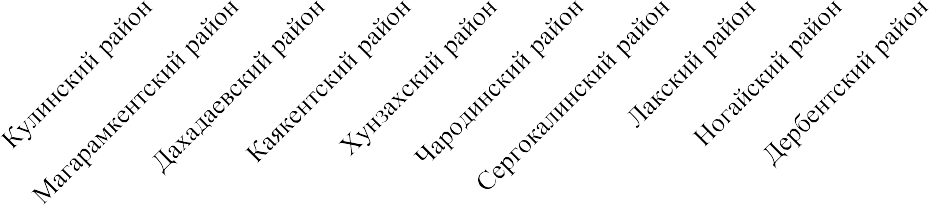 Кулинский район
Магарамкентский район
Дахадаевский район
Каякентский район
Хунзахский район
Чародинский район
Сергокалинский район
Лакский район
Ногайский район
Дербентский район